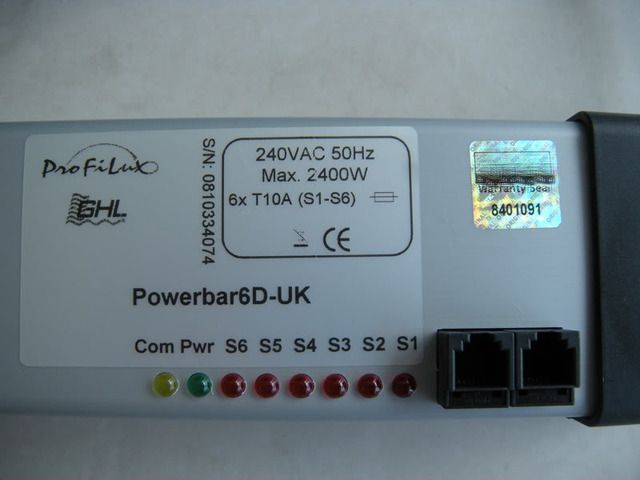 ProFiLux
GHL
S/N: 0810334074
240VAC 50Hz
Max. 2400W
6x T10A (S1-S6)
CE
Powerbar6D-UK
Com Pwr S6 S5 S4 S3 S2 S1
Warranty Seal
8401091